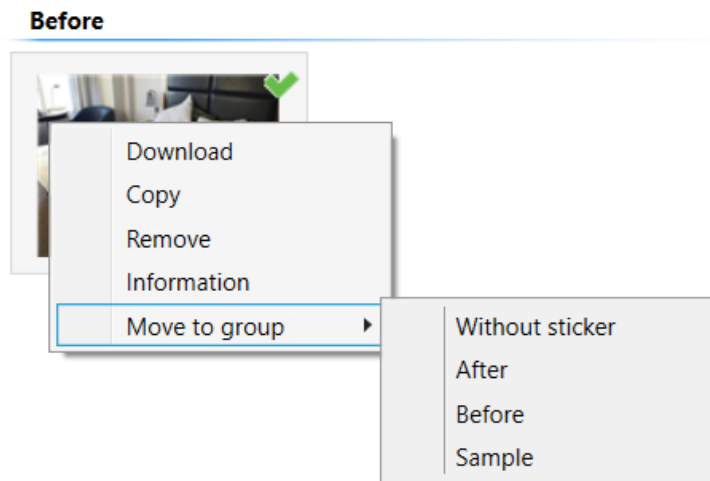 Before
Download
Copy
Remove
Information
Move to group
Without sticker
After
Before
Sample